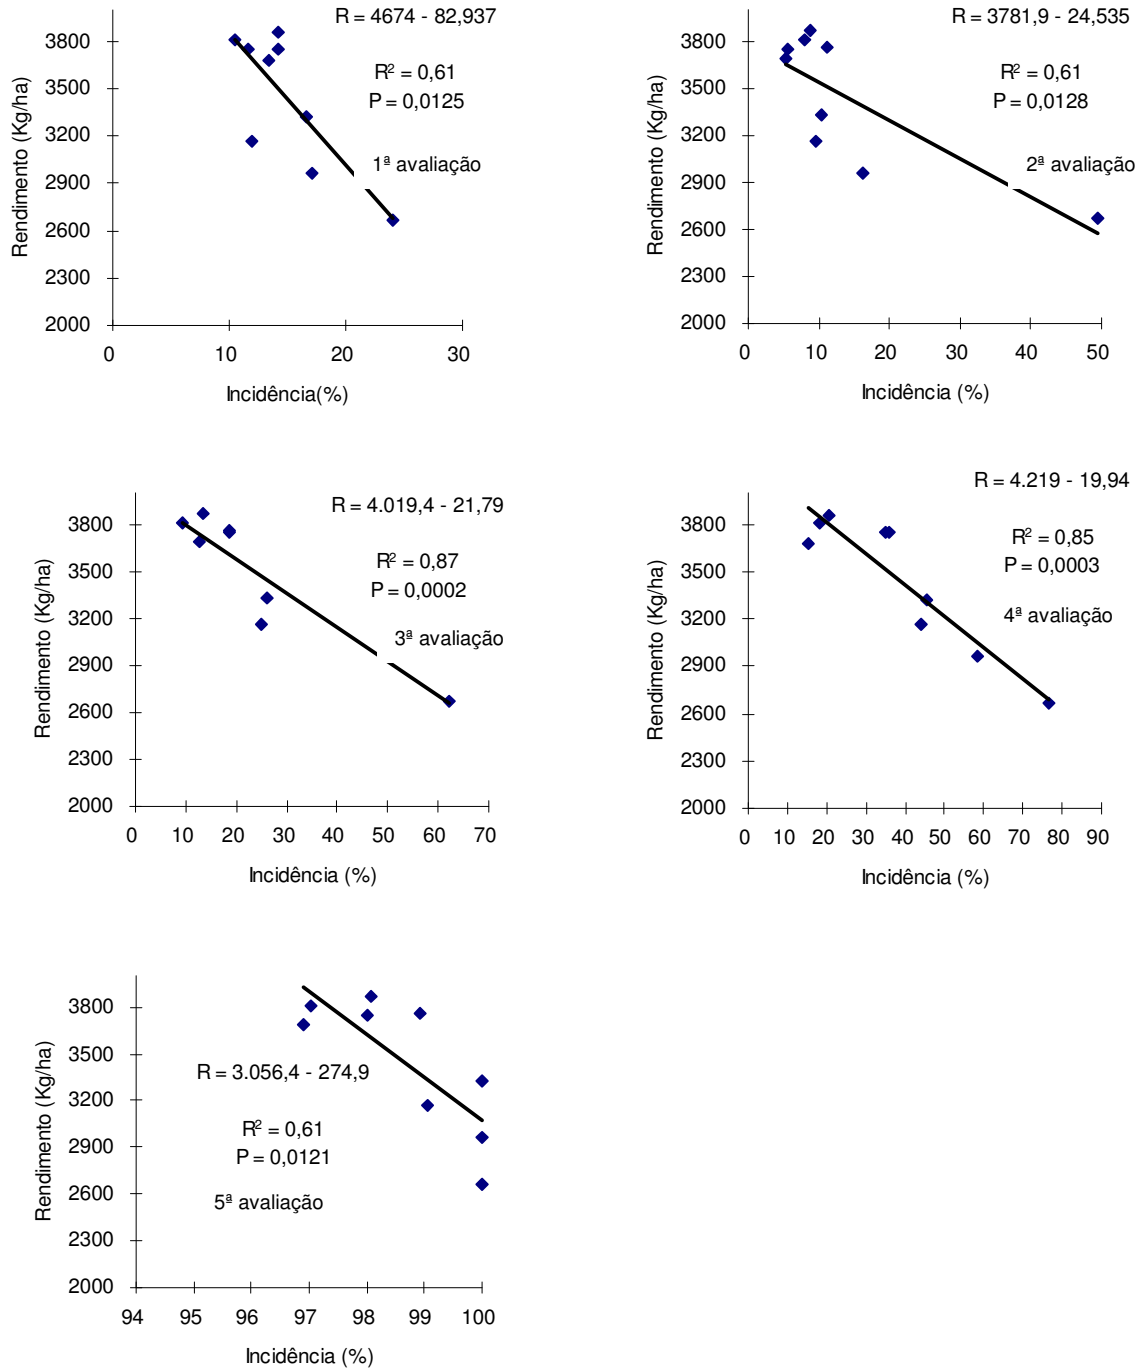 R = 4674 - 82,937
3800
3500
3200
2900
2600
2300
2000
Rendimento (Kg/ha)
R² = 0,61
P = 0,0125
1ª avaliação
0 10 20 30
Incidência(%)
R = 3781,9 - 24,535
3800
3500
3200
2900
2600
2300
2000
Rendimento (Kg/ha)
R² = 0,61
P = 0,0128
2ª avaliação
0 10 20 30 40 50
Incidência (%)
R = 4.019,4 - 21,79
3800
3500
3200
2900
2600
2300
2000
Rendimento (Kg/ha)
R² = 0,87
P = 0,0002
3ª avaliação
0 10 20 30 40 50 60 70
Incidência (%)
R = 4.219 - 19,94
3800
3500
3200
2900
2600
2300
2000
Rendimento (Kg/ha)
R² = 0,85
P = 0,0003
4ª avaliação
0 10 20 30 40 50 60 70 80 90
Incidência (%)
3800
3500
3200
2900
2600
2300
2000
Rendimento (Kg/ha)
R = 3.056,4 - 274,9
R² = 0,61
P = 0,0121
5ª avaliação
94 95 96 97 98 99 100
Incidência (%)